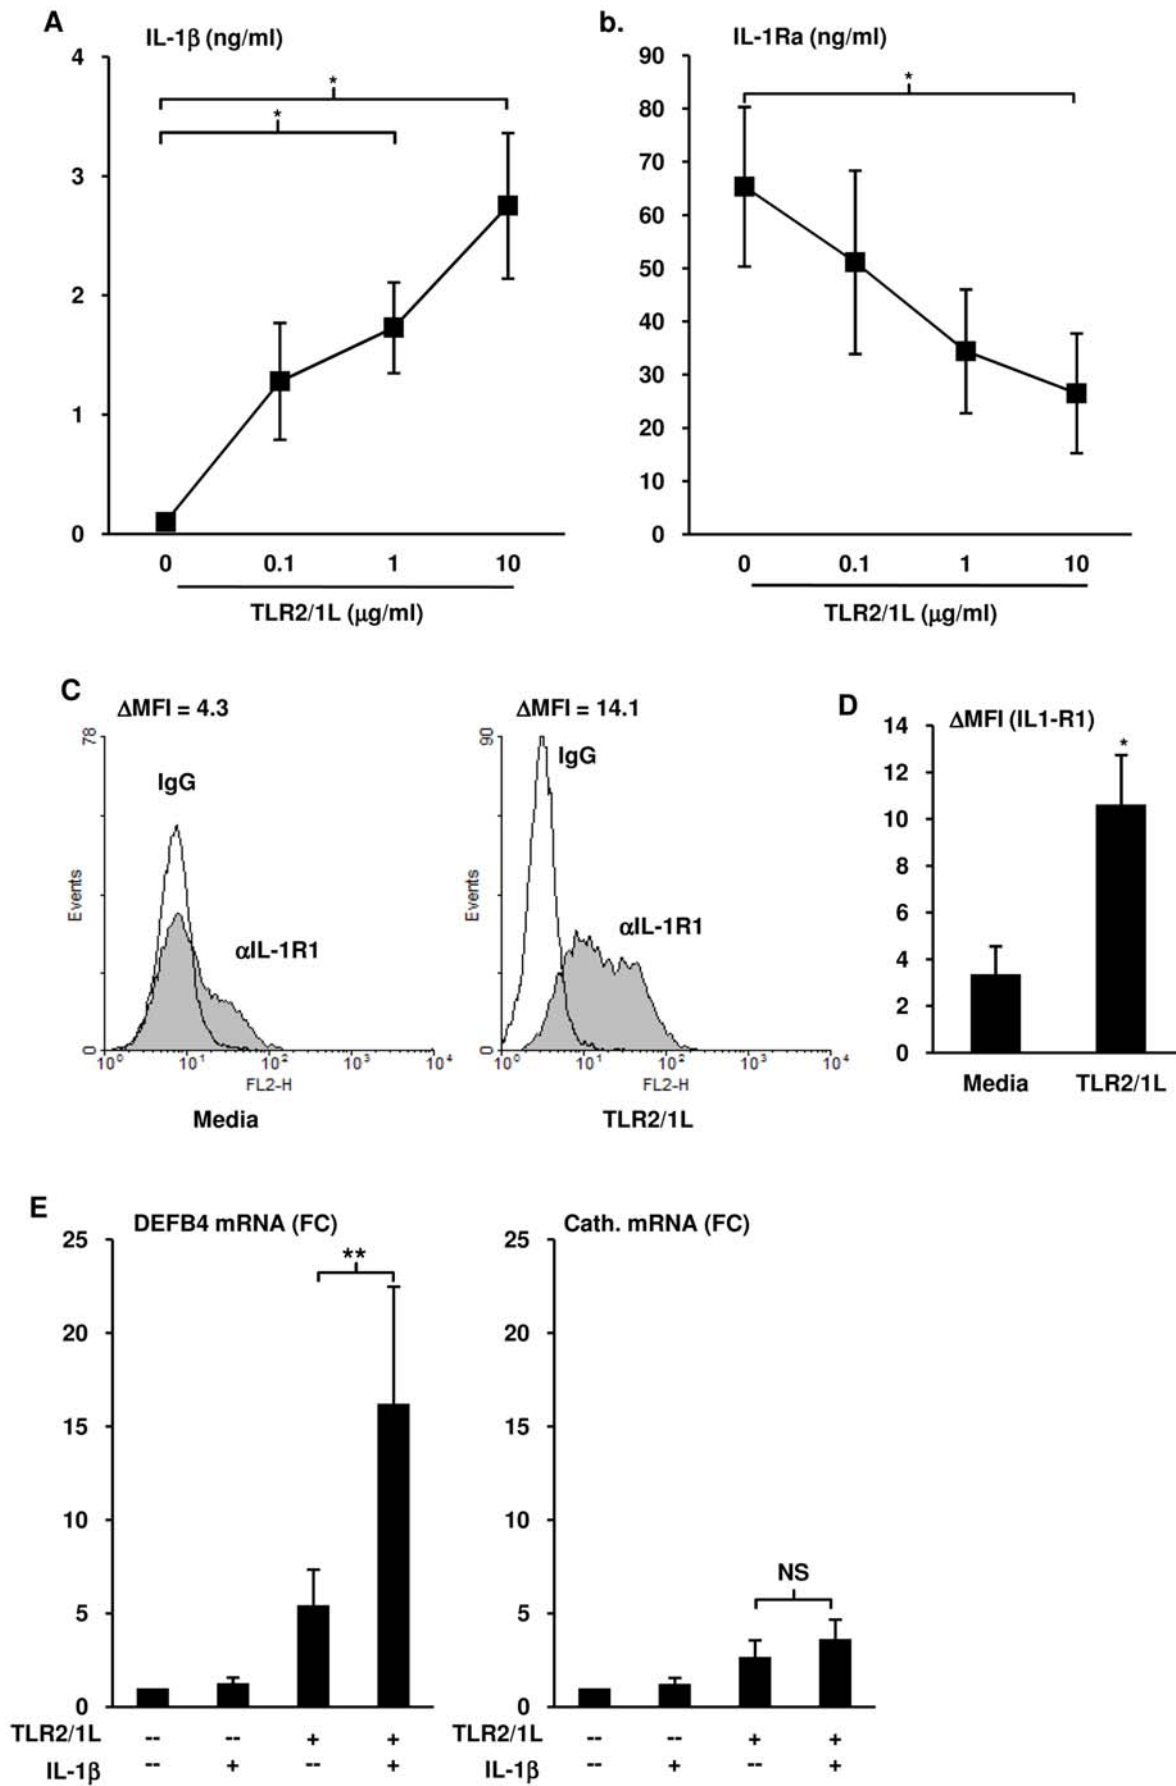 A
IL-1β (ng/ml)
4
3
2
1
0
*
*
0 0.1 1 10
TLR2/1L (μg/ml)
b.
IL-1Ra (ng/ml)
90
80
70
60
50
40
30
20
10
0
*
0 0.1 1 10
TLR2/1L (μg/ml)
C
ΔMFI = 4.3
78
IgG
αIL-1R1
Events
0
10⁰ 10¹ 10² 10³ 10⁴
FL2-H
Media
ΔMFI = 14.1
90
IgG
αIL-1R1
Events
0
10⁰ 10¹ 10² 10³ 10⁴
FL2-H
TLR2/1L
D
ΔMFI (IL1-R1)
14
12
10
8
6
4
2
0
*
Media TLR2/1L
E
DEFB4 mRNA (FC)
25
20
15
10
5
0
**
TLR2/1L -- -- + +
IL-1β -- + -- +
Cath. mRNA (FC)
25
20
15
10
5
0
NS
TLR2/1L -- -- + +
IL-1β -- + -- +